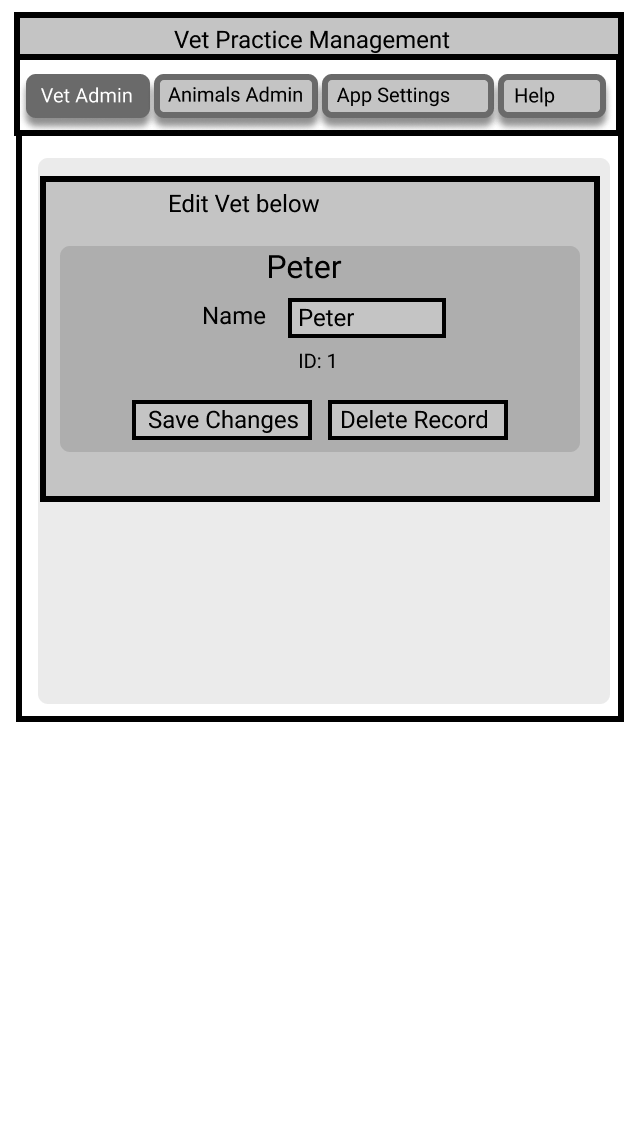 Vet Practice Management
Vet Admin Animals Admin App Settings Help
Edit Vet below
Peter
Name Peter
ID: 1
Save Changes Delete Record